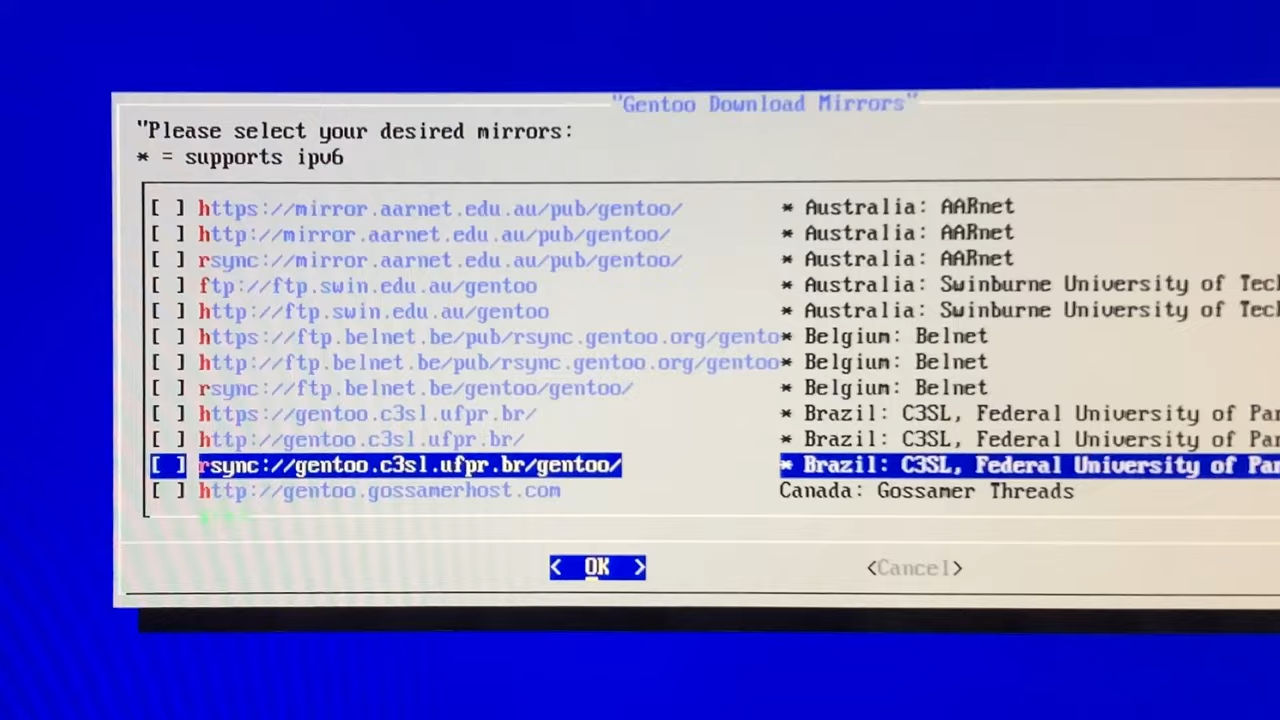 "Gentoo Download Mirrors"
"Please select your desired mirrors:
* = supports ipv6
[ ] https://mirror.aarnet.edu.au/pub/gentoo/ * Australia: AARnet
[ ] http://mirror.aarnet.edu.au/pub/gentoo/ * Australia: AARnet
[ ] rsync://mirror.aarnet.edu.au/pub/gentoo/ * Australia: AARnet
[ ] ftp://ftp.swin.edu.au/gentoo * Australia: Swinburne University of Tec
[ ] http://ftp.swin.edu.au/gentoo * Australia: Swinburne University of Tec
[ ] https://ftp.belnet.be/pub/rsync.gentoo.org/gento* Belgium: Belnet
[ ] http://ftp.belnet.be/pub/rsync.gentoo.org/gentoo* Belgium: Belnet
[ ] rsync://ftp.belnet.be/gentoo/gentoo/ * Belgium: Belnet
[ ] https://gentoo.c3sl.ufpr.br/ * Brazil: C3SL, Federal University of Par
[ ] http://gentoo.c3sl.ufpr.br/ * Brazil: C3SL, Federal University of Par
[ ] rsync://gentoo.c3sl.ufpr.br/gentoo/ * Brazil: C3SL, Federal University of Par
[ ] http://gentoo.gossamerhost.com Canada: Gossamer Threads
< OK > <Cancel>